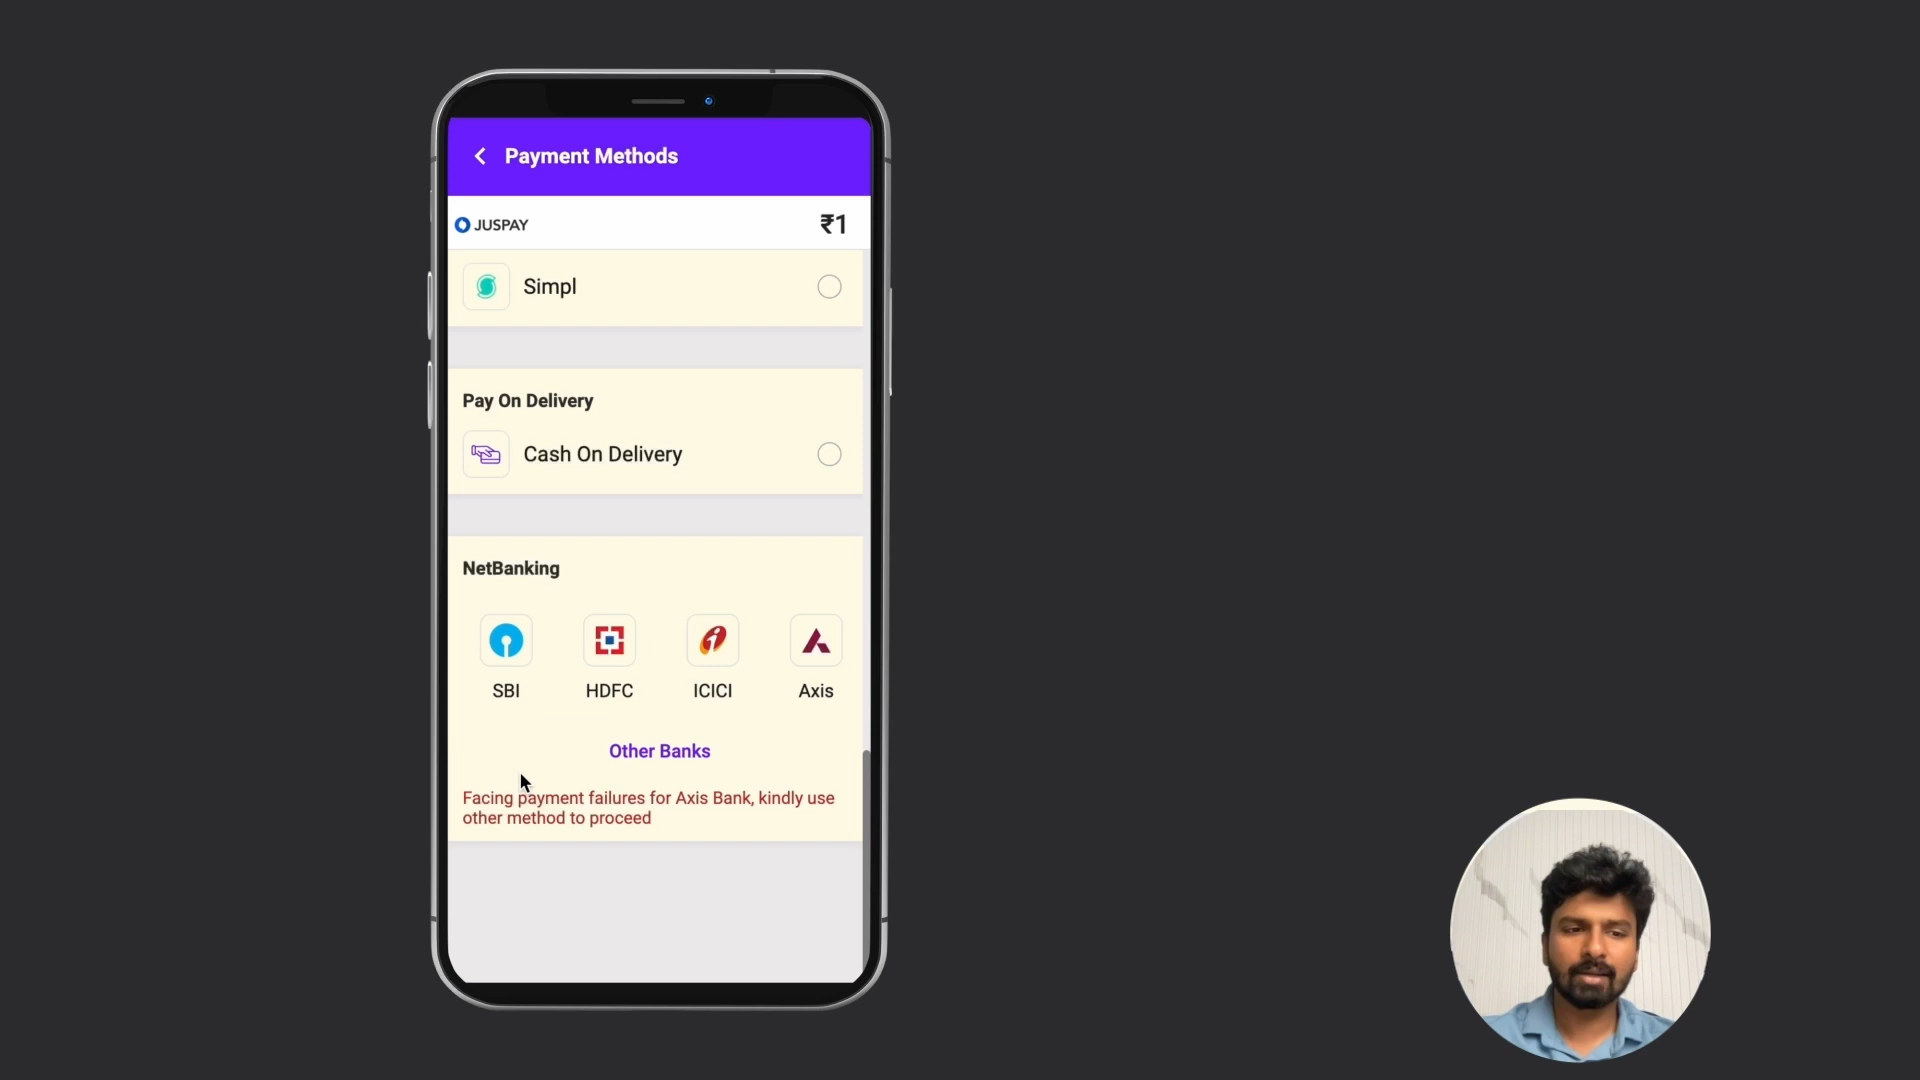 Payment Methods
JUSPAY
₹1
Simpl
Pay On Delivery
Cash On Delivery
NetBanking
SBI HDFC ICICI Axis
Other Banks
Facing payment failures for Axis Bank, kindly use
other method to proceed